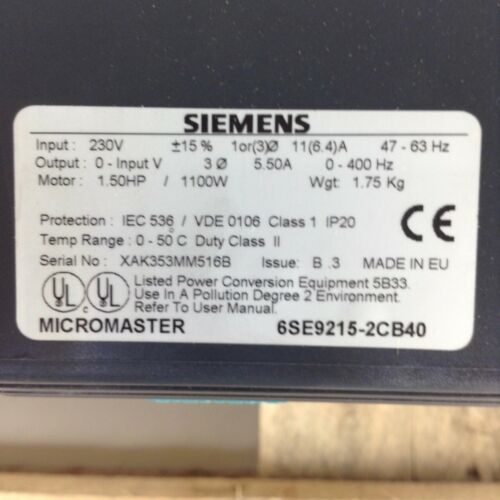 SIEMENS
Input : 230V ±15 % 1or(3)Ø 11(6.4)A 47 - 63 Hz
Output : 0 - Input V 3 Ø 5.50A 0 - 400 Hz
Motor : 1.50HP / 1100W Wgt: 1.75 Kg
Protection : IEC 536 / VDE 0106 Class 1 IP20
CE
Temp Range : 0 - 50°C Duty Class II
Serial No : XAK353MM516B Issue: B .3 MADE IN EU
UL c UL
Listed Power Conversion Equipment 5B33.
Use In A Pollution Degree 2 Environment.
Refer To User Manual.
MICROMASTER 6SE9215-2CB40